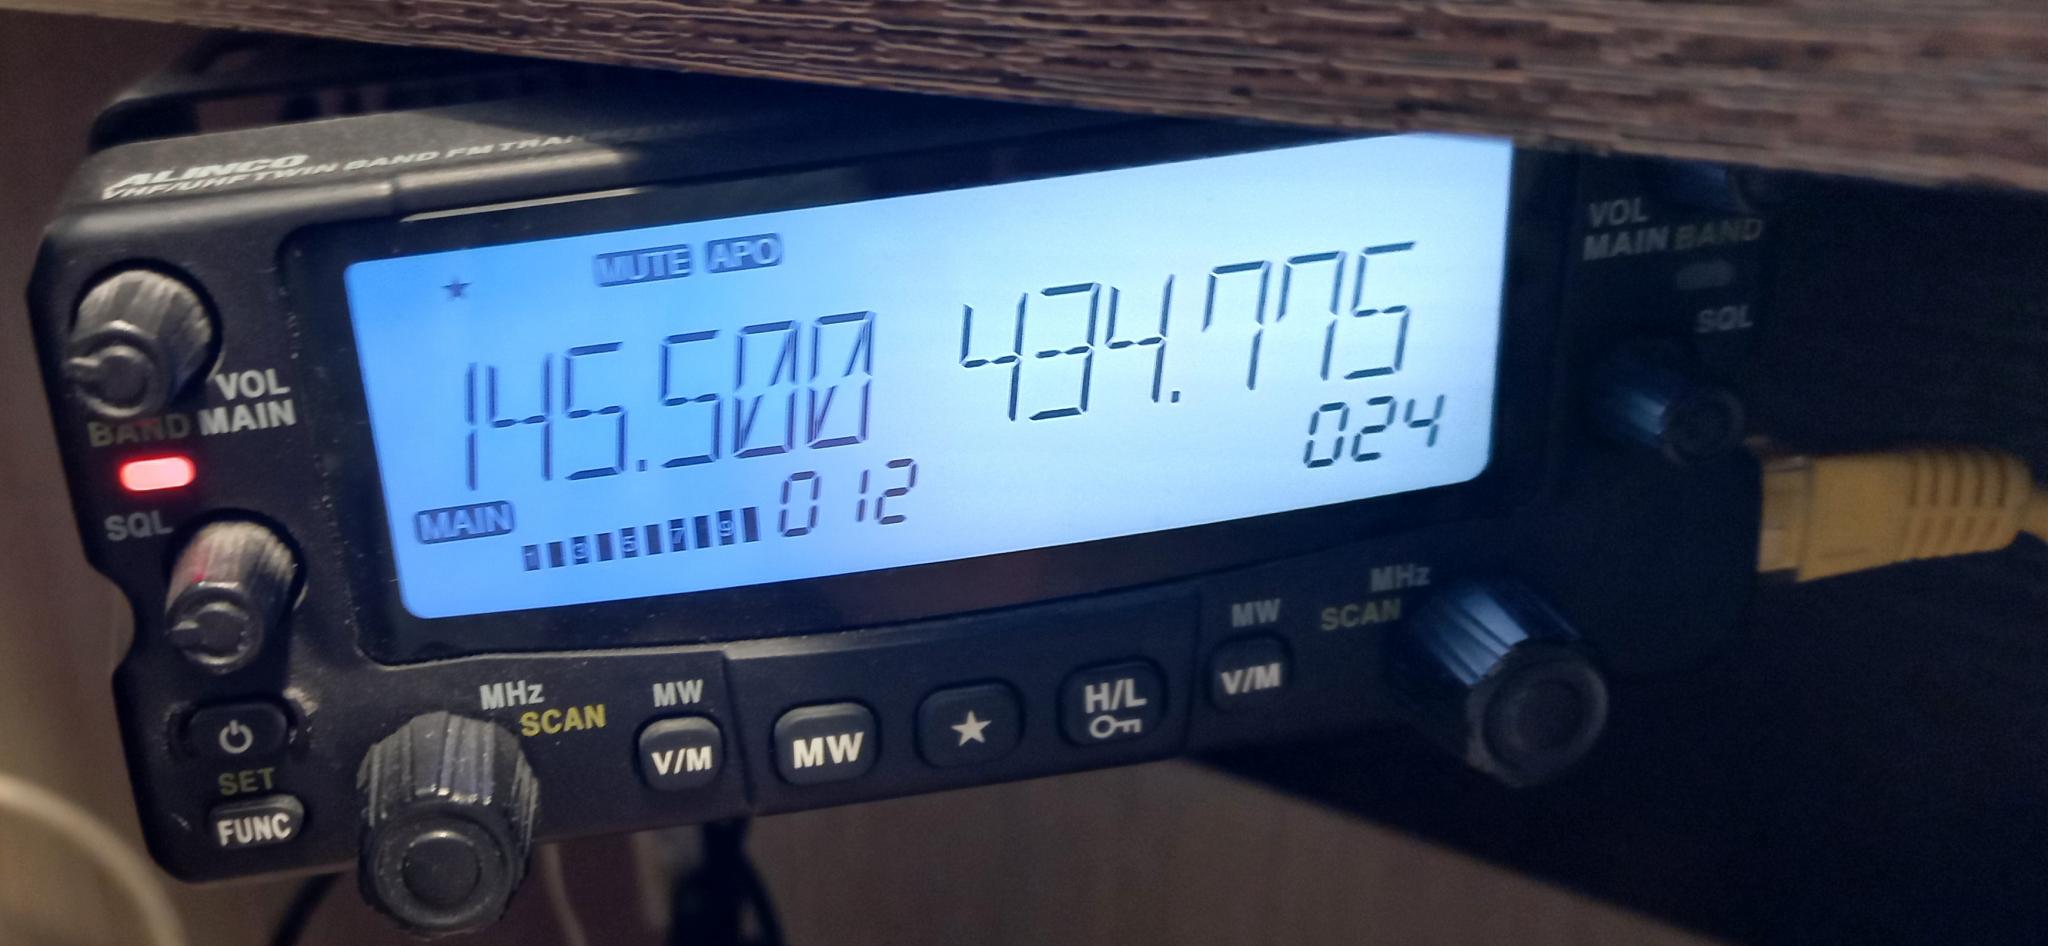 ALINCO
VHF/UHF TWIN BAND FM
MUTE APO
★
145.500 434.775
MAIN 1 3 5 7 9 012 024
VOL
BAND MAIN
SQL
SET
FUNC
MHz
SCAN
MW
V/M
MW
★
H/L
MW
V/M
MHz
SCAN
VOL
MAIN BAND
SQL